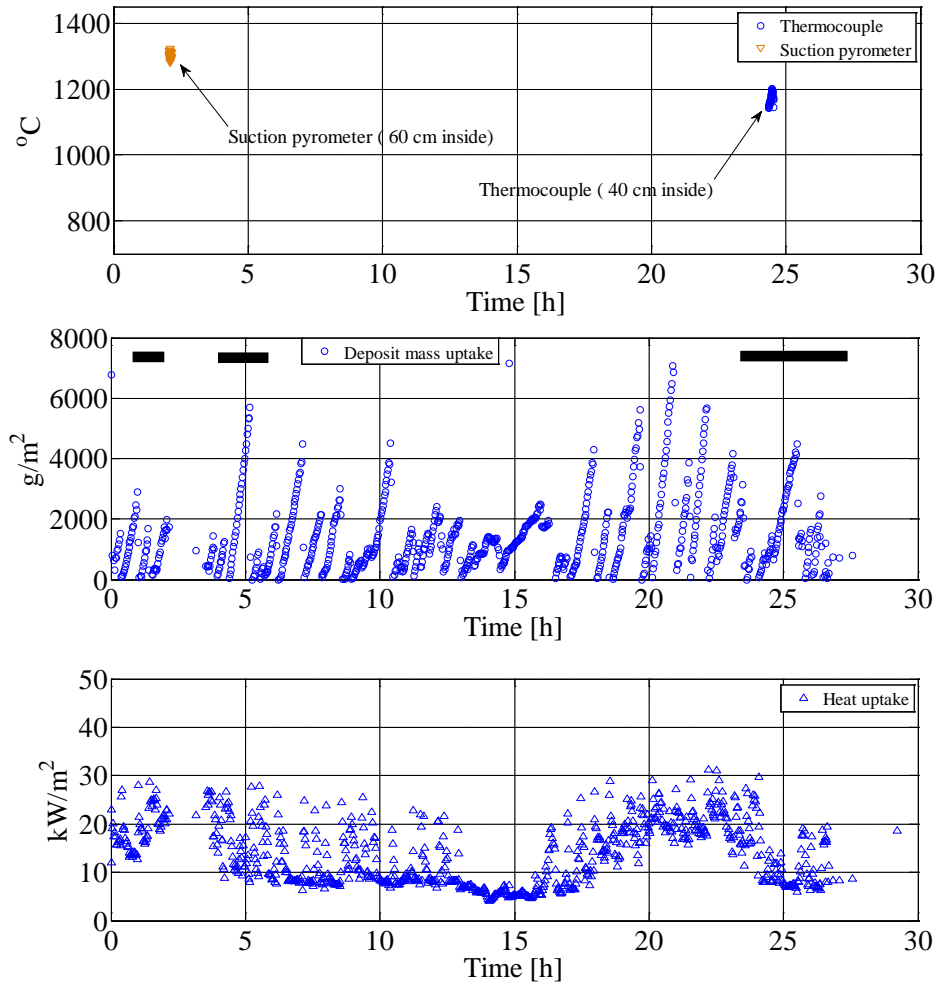 1400
1200
1000
800
°C
Thermocouple
Suction pyrometer
Suction pyrometer ( 60 cm inside)
Thermocouple ( 40 cm inside)
0 5 10 15 20 25 30
Time [h]
8000
6000
4000
2000
0
g/m²
Deposit mass uptake
0 5 10 15 20 25 30
Time [h]
50
40
30
20
10
0
kW/m²
Heat uptake
0 5 10 15 20 25 30
Time [h]